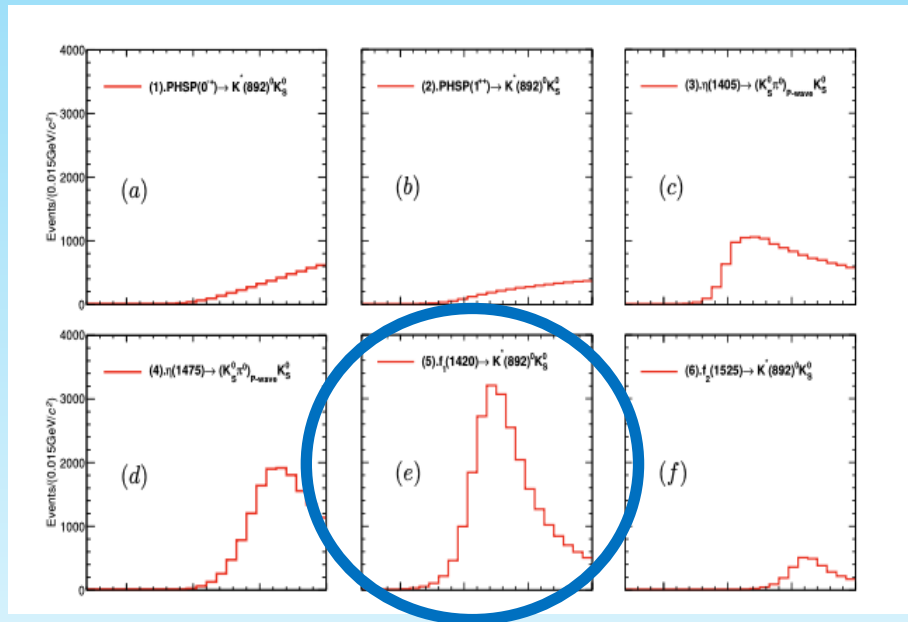 4000
3000
2000
1000
0
Events/(0.015GeV/c²)
(1).PHSP(0⁻⁺)→ K*(892)⁰K⁰S
(a)
(2).PHSP(1⁺⁺)→ K*(892)⁰K⁰S
(b)
(3).η(1405)→ (K⁰Sπ⁰)P-wave K⁰S
(c)
4000
3000
2000
1000
0
Events/(0.015GeV/c²)
(4).η(1475)→ (K⁰Sπ⁰)P-wave K⁰S
(d)
(5).f₁(1420)→ K*(892)⁰K⁰S
(e)
(6).f₂(1525)→ K*(892)⁰K⁰S
(f)